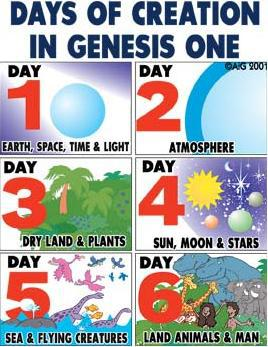 DAYS OF CREATION
IN GENESIS ONE
©AiG 2001
DAY
1
EARTH, SPACE, TIME & LIGHT
DAY
2
ATMOSPHERE
DAY
3
DRY LAND & PLANTS
DAY
4
SUN, MOON & STARS
DAY
5
SEA & FLYING CREATURES
DAY
6
LAND ANIMALS & MAN